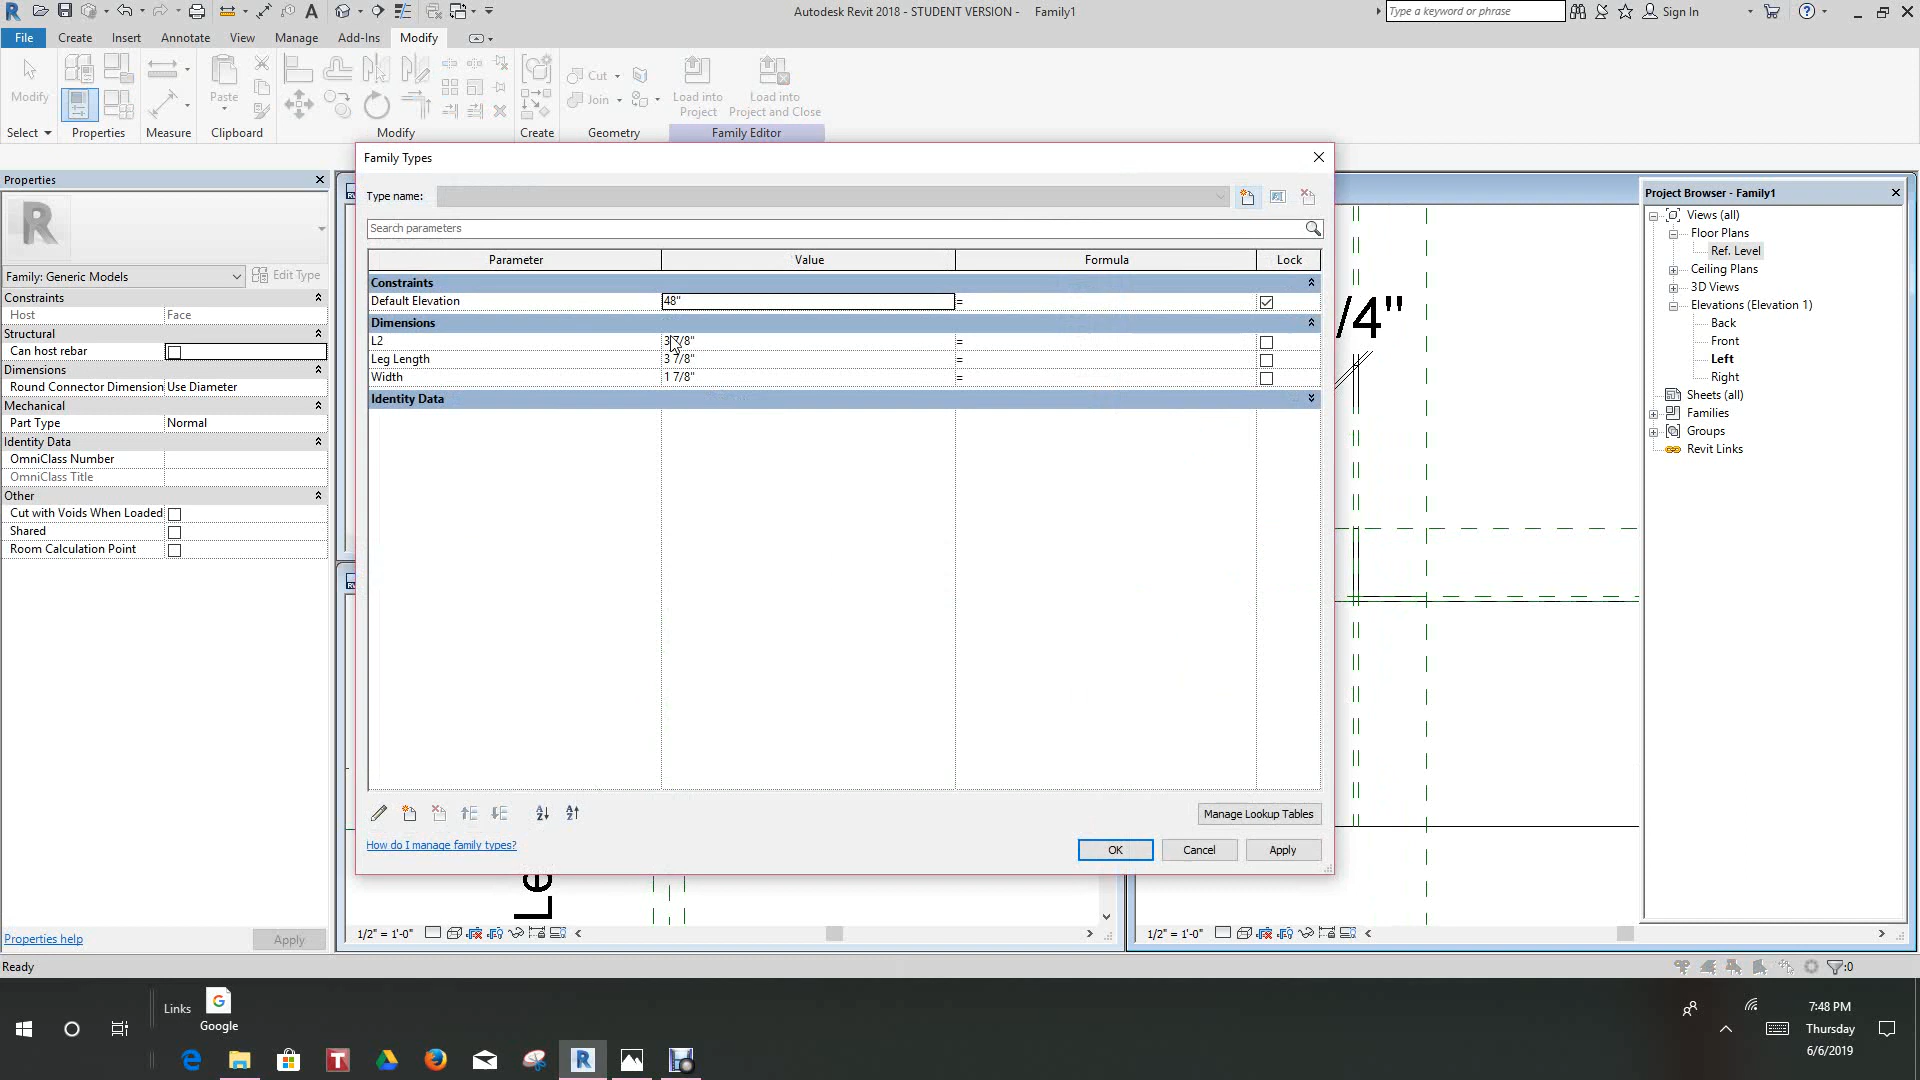 Autodesk Revit 2018 - STUDENT VERSION - Family1
Type a keyword or phrase
Sign In
File Create Insert Annotate View Manage Add-Ins Modify
Modify
Paste
Cut
Join
Load into Project
Load into Project and Close
Select Properties Measure Clipboard Modify Create Geometry Family Editor
Properties
Family: Generic Models
Edit Type
Constraints
Host Face
Structural
Can host rebar
Dimensions
Round Connector Dimension Use Diameter
Mechanical
Part Type Normal
Identity Data
OmniClass Number
OmniClass Title
Other
Cut with Voids When Loaded
Shared
Room Calculation Point
Properties help
Apply
Family Types
Type name:
Search parameters
Parameter Value Formula Lock
Constraints
Default Elevation 48" =
Dimensions
L2 3 7/8" =
Leg Length 3 7/8" =
Width 1 7/8" =
Identity Data
Manage Lookup Tables
How do I manage family types?
OK Cancel Apply
/4"
Le
Project Browser - Family1
Views (all)
Floor Plans
Ref. Level
Ceiling Plans
3D Views
Elevations (Elevation 1)
Back
Front
Left
Right
Sheets (all)
Families
Groups
Revit Links
1/2" = 1'-0"
1/2" = 1'-0"
Ready
:0
Links
Google
7:48 PM
Thursday
6/6/2019